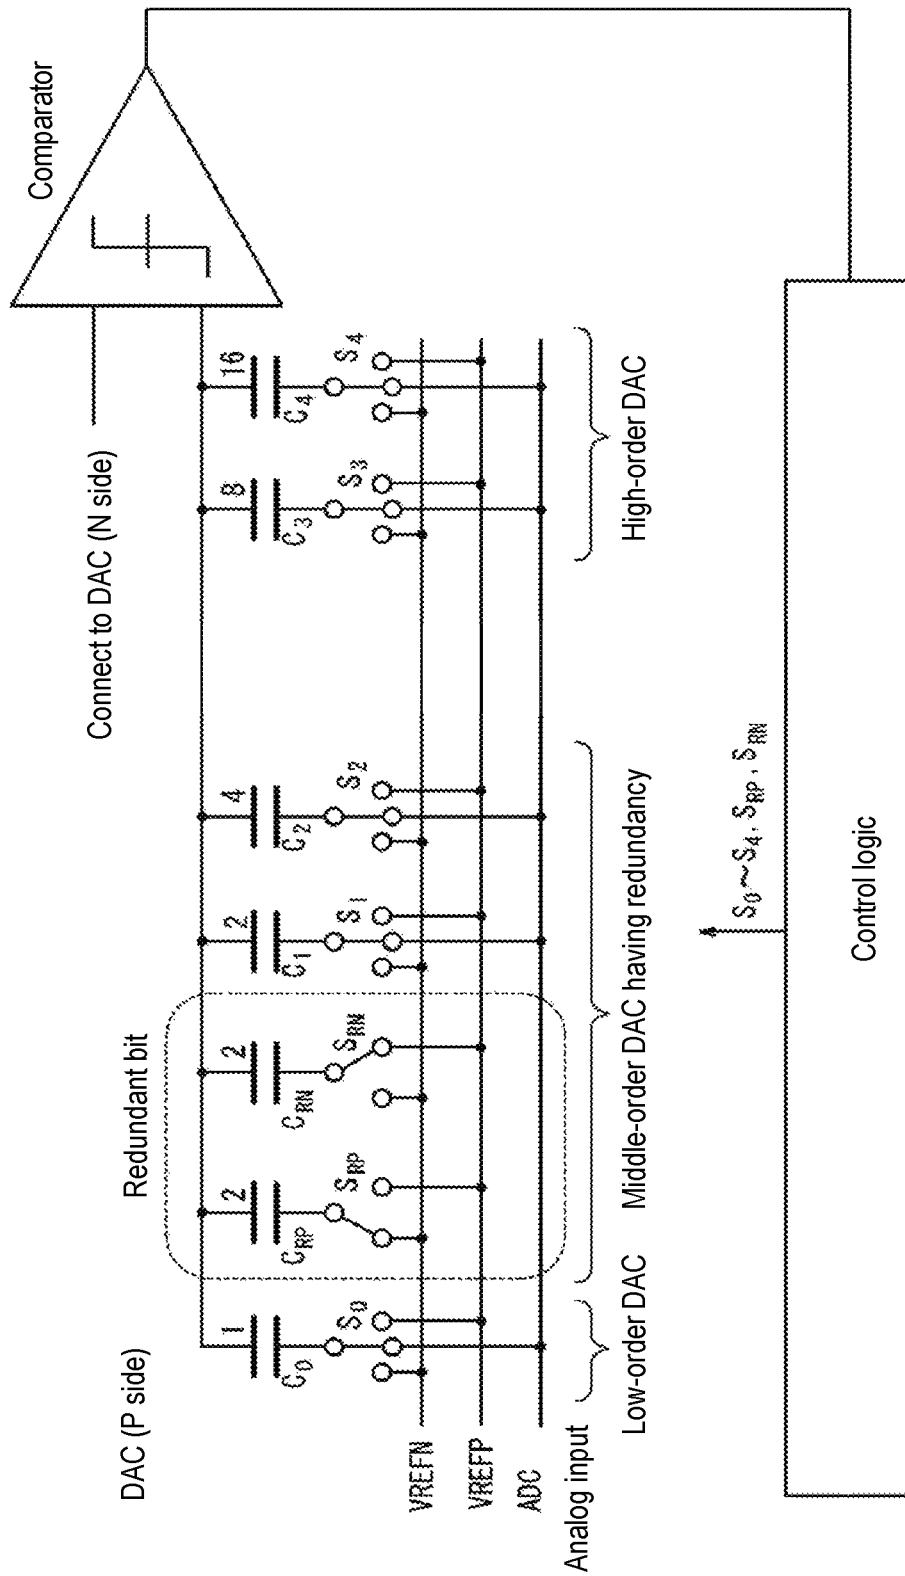 DAC (P side)
Redundant bit
Connect to DAC (N side)
Comparator
1
2
2
2
4
8
16
C0
CRP
CRN
C1
C2
C3
C4
S0
SRP
SRN
S1
S2
S3
S4
VREFN
VREFP
ADC
Analog input
Low-order DAC
Middle-order DAC having redundancy
High-order DAC
S0~S4, SRP, SRN
Control logic